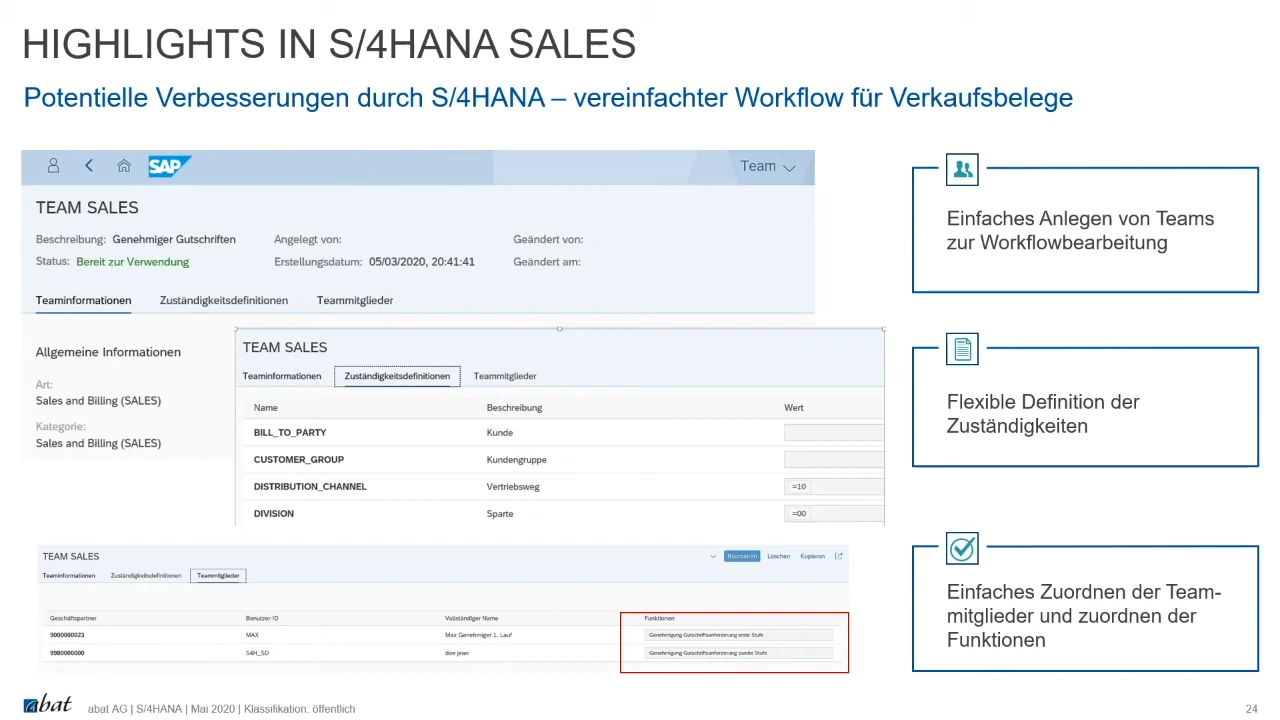 HIGHLIGHTS IN S/4HANA SALES
Potentielle Verbesserungen durch S/4HANA – vereinfachter Workflow für Verkaufsbelege
SAP
Team
TEAM SALES
Beschreibung: Genehmiger Gutschriften
Angelegt von:
Geändert von:
Status: Bereit zur Verwendung
Erstellungsdatum: 05/03/2020, 20:41:41
Geändert am:
Teaminformationen Zuständigkeitsdefinitionen Teammitglieder
Allgemeine Informationen
Art:
Sales and Billing (SALES)
Kategorie:
Sales and Billing (SALES)
TEAM SALES
Teaminformationen Zuständigkeitsdefinitionen Teammitglieder
Name Beschreibung Wert
BILL_TO_PARTY Kunde
CUSTOMER_GROUP Kundengruppe
DISTRIBUTION_CHANNEL Vertriebsweg =10
DIVISION Sparte =00
TEAM SALES
Bearbeiten Löschen Kopieren
Teaminformationen Zuständigkeitsdefinitionen Teammitglieder
Geschäftspartner Benutzer-ID Vollständiger Name Funktionen
9000000023 MAX Max Genehmiger 1. Lauf Genehmigung Gutschriftsanforderung erste Stufe
9980000000 S4H_SD doe jean Genehmigung Gutschriftsanforderung zweite Stufe
Einfaches Anlegen von Teams
zur Workflowbearbeitung
Flexible Definition der
Zuständigkeiten
Einfaches Zuordnen der Team-
mitglieder und zuordnen der
Funktionen
abat
abat AG | S/4HANA | Mai 2020 | Klassifikation: öffentlich
24